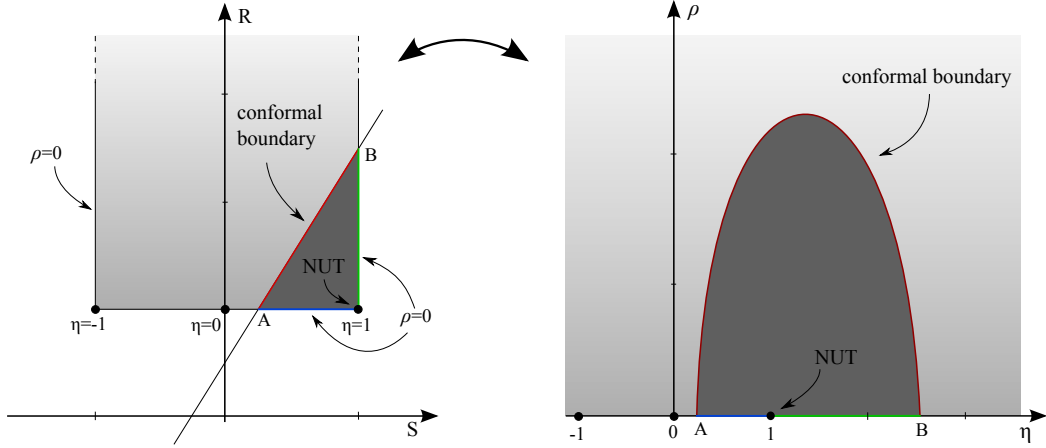 R
conformal
boundary
B
ρ=0
NUT
A
η=-1
η=0
η=1
ρ=0
S
ρ
conformal boundary
NUT
-1
0
A
1
B
η